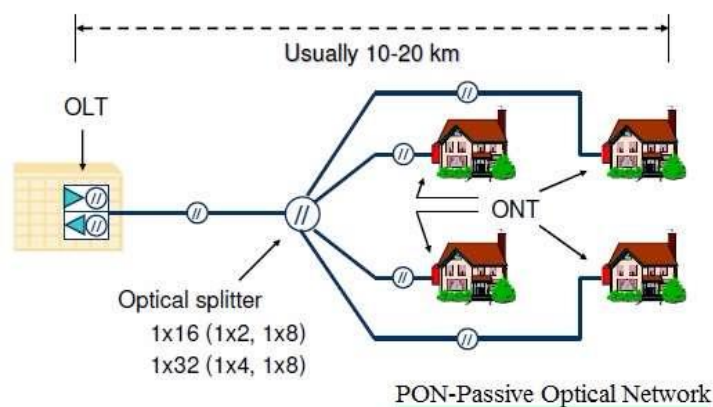 Usually 10-20 km
OLT
ONT
Optical splitter
1x16 (1x2, 1x8)
1x32 (1x4, 1x8)
PON-Passive Optical Network